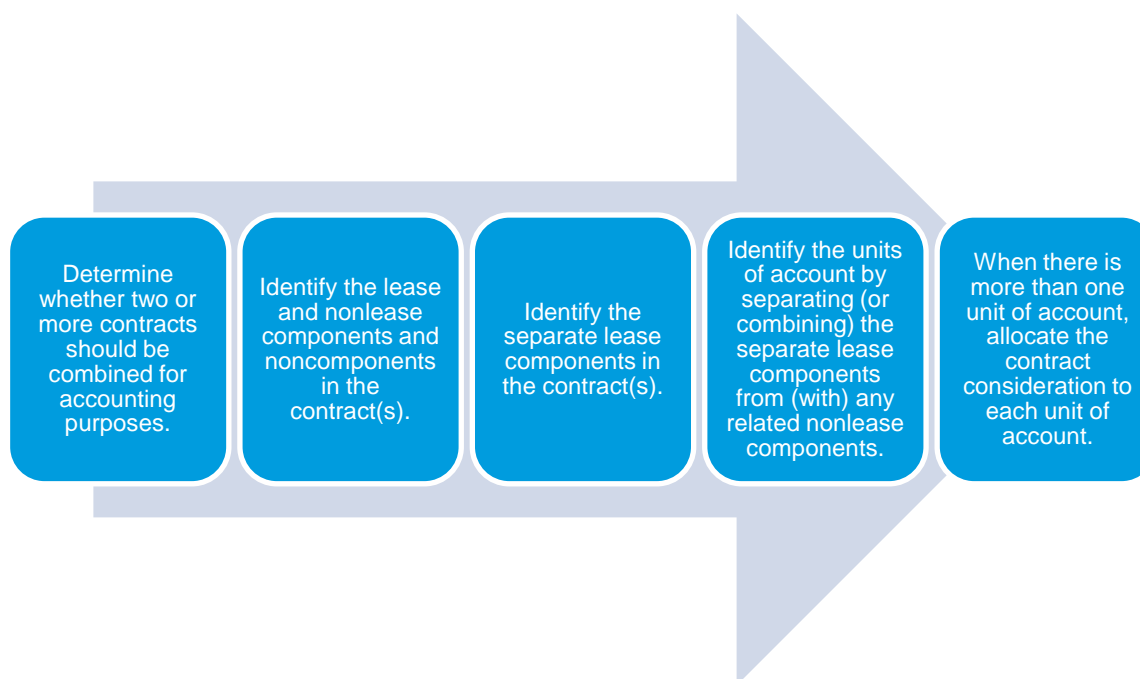 Determine
whether two or
more contracts
should be
combined for
accounting
purposes.
Identify the lease
and nonlease
components and
noncomponents
in the
contract(s).
Identify the
separate lease
components in
the contract(s).
Identify the units
of account by
separating (or
combining) the
separate lease
components
from (with) any
related nonlease
components.
When there is
more than one
unit of account,
allocate the
contract
consideration to
each unit of
account.